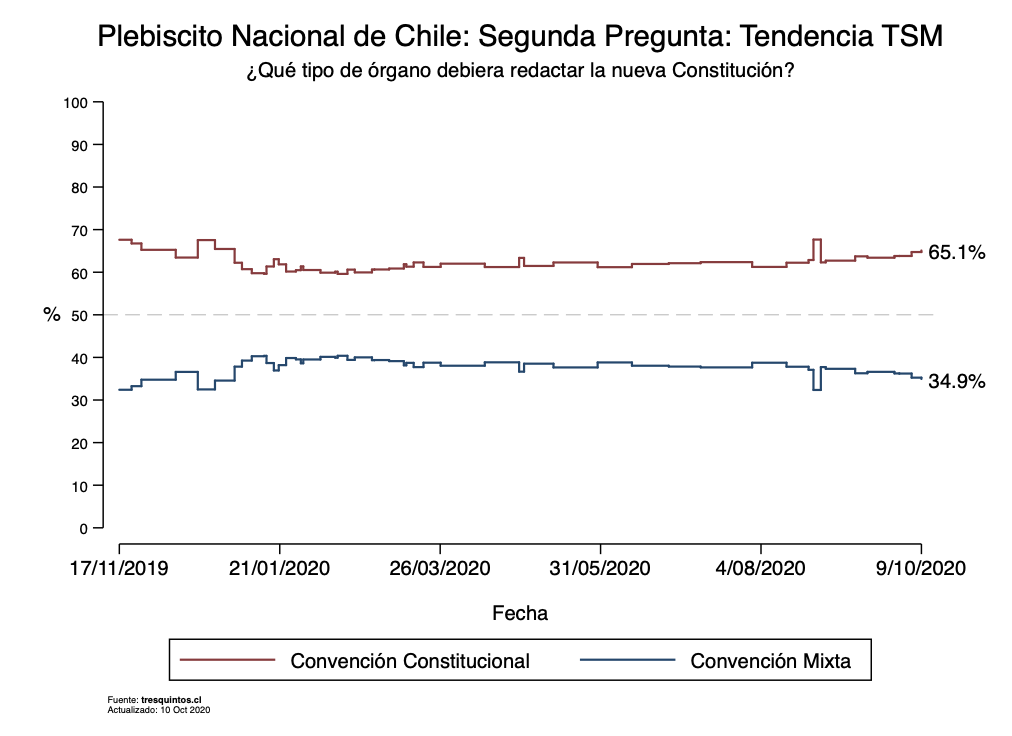 Plebiscito Nacional de Chile: Segunda Pregunta: Tendencia TSM
¿Qué tipo de órgano debiera redactar la nueva Constitución?
100
90
80
70
60
% 50
40
30
20
10
0
65.1%
34.9%
17/11/2019 21/01/2020 26/03/2020 31/05/2020 4/08/2020 9/10/2020
Fecha
Convención Constitucional Convención Mixta
Fuente: tresquintos.cl
Actualizado: 10 Oct 2020